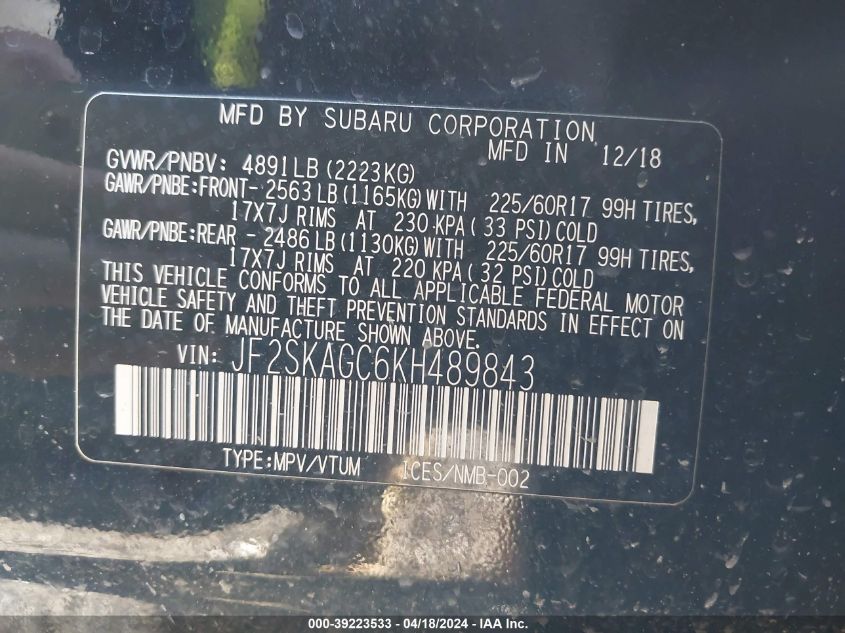 MFD BY SUBARU CORPORATION
MFD IN 12/18
GVWR/PNBV: 4891LB (2223KG)
GAWR/PNBE:FRONT- 2563 LB (1165KG) WITH 225/60R17 99H TIRES,
17X7J RIMS AT 230 KPA ( 33 PSI) COLD
GAWR/PNBE:REAR - 2486 LB (1130KG) WITH 225/60R17 99H TIRES,
17X7J RIMS AT 220 KPA ( 32 PSI) COLD
THIS VEHICLE CONFORMS TO ALL APPLICABLE FEDERAL MOTOR
VEHICLE SAFETY AND THEFT PREVENTION STANDARDS IN EFFECT ON
THE DATE OF MANUFACTURE SHOWN ABOVE.
VIN: JF2SKAGC6KH489843
TYPE:MPV/VTUM ICES/NMB-002
000-39223533 - 04/18/2024 - IAA Inc.